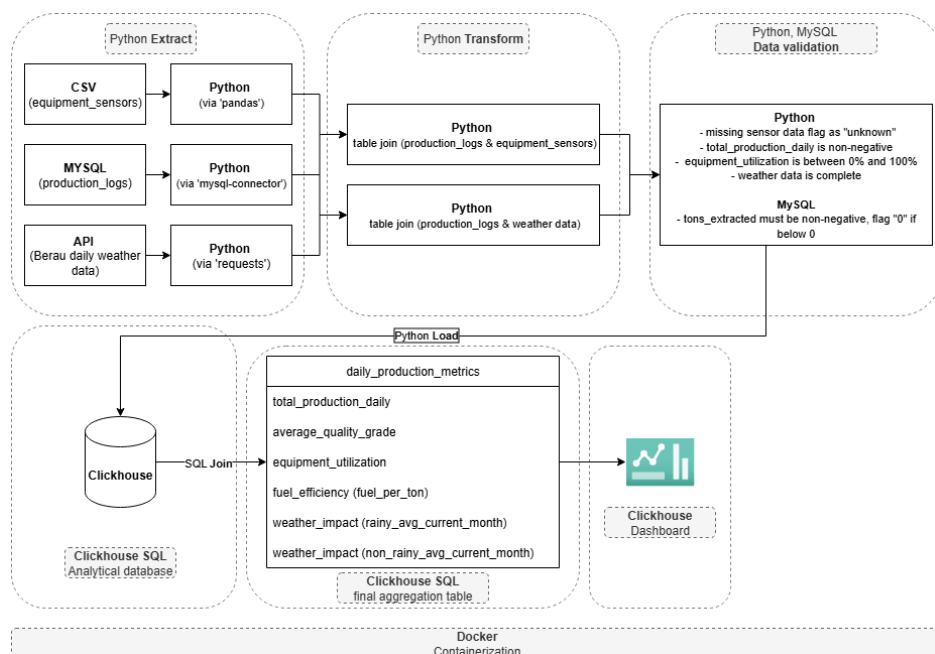 Python Extract
CSV
(equipment_sensors)
Python
(via 'pandas')
MYSQL
(production_logs)
Python
(via 'mysql-connector')
API
(Berau daily weather
data)
Python
(via 'requests')
Python Transform
Python
table join (production_logs & equipment_sensors)
Python
table join (production_logs & weather data)
Python, MySQL
Data validation
Python
- missing sensor data flag as "unknown"
- total_production_daily is non-negative
- equipment_utilization is between 0% and 100%
- weather data is complete
MySQL
- tons_extracted must be non-negative, flag "0" if
below 0
Python Load
Clickhouse
SQL Join
Clickhouse SQL
Analytical database
daily_production_metrics
total_production_daily
average_quality_grade
equipment_utilization
fuel_efficiency (fuel_per_ton)
weather_impact (rainy_avg_current_month)
weather_impact (non_rainy_avg_current_month)
Clickhouse SQL
final aggregation table
Clickhouse
Dashboard
Docker
Containerization